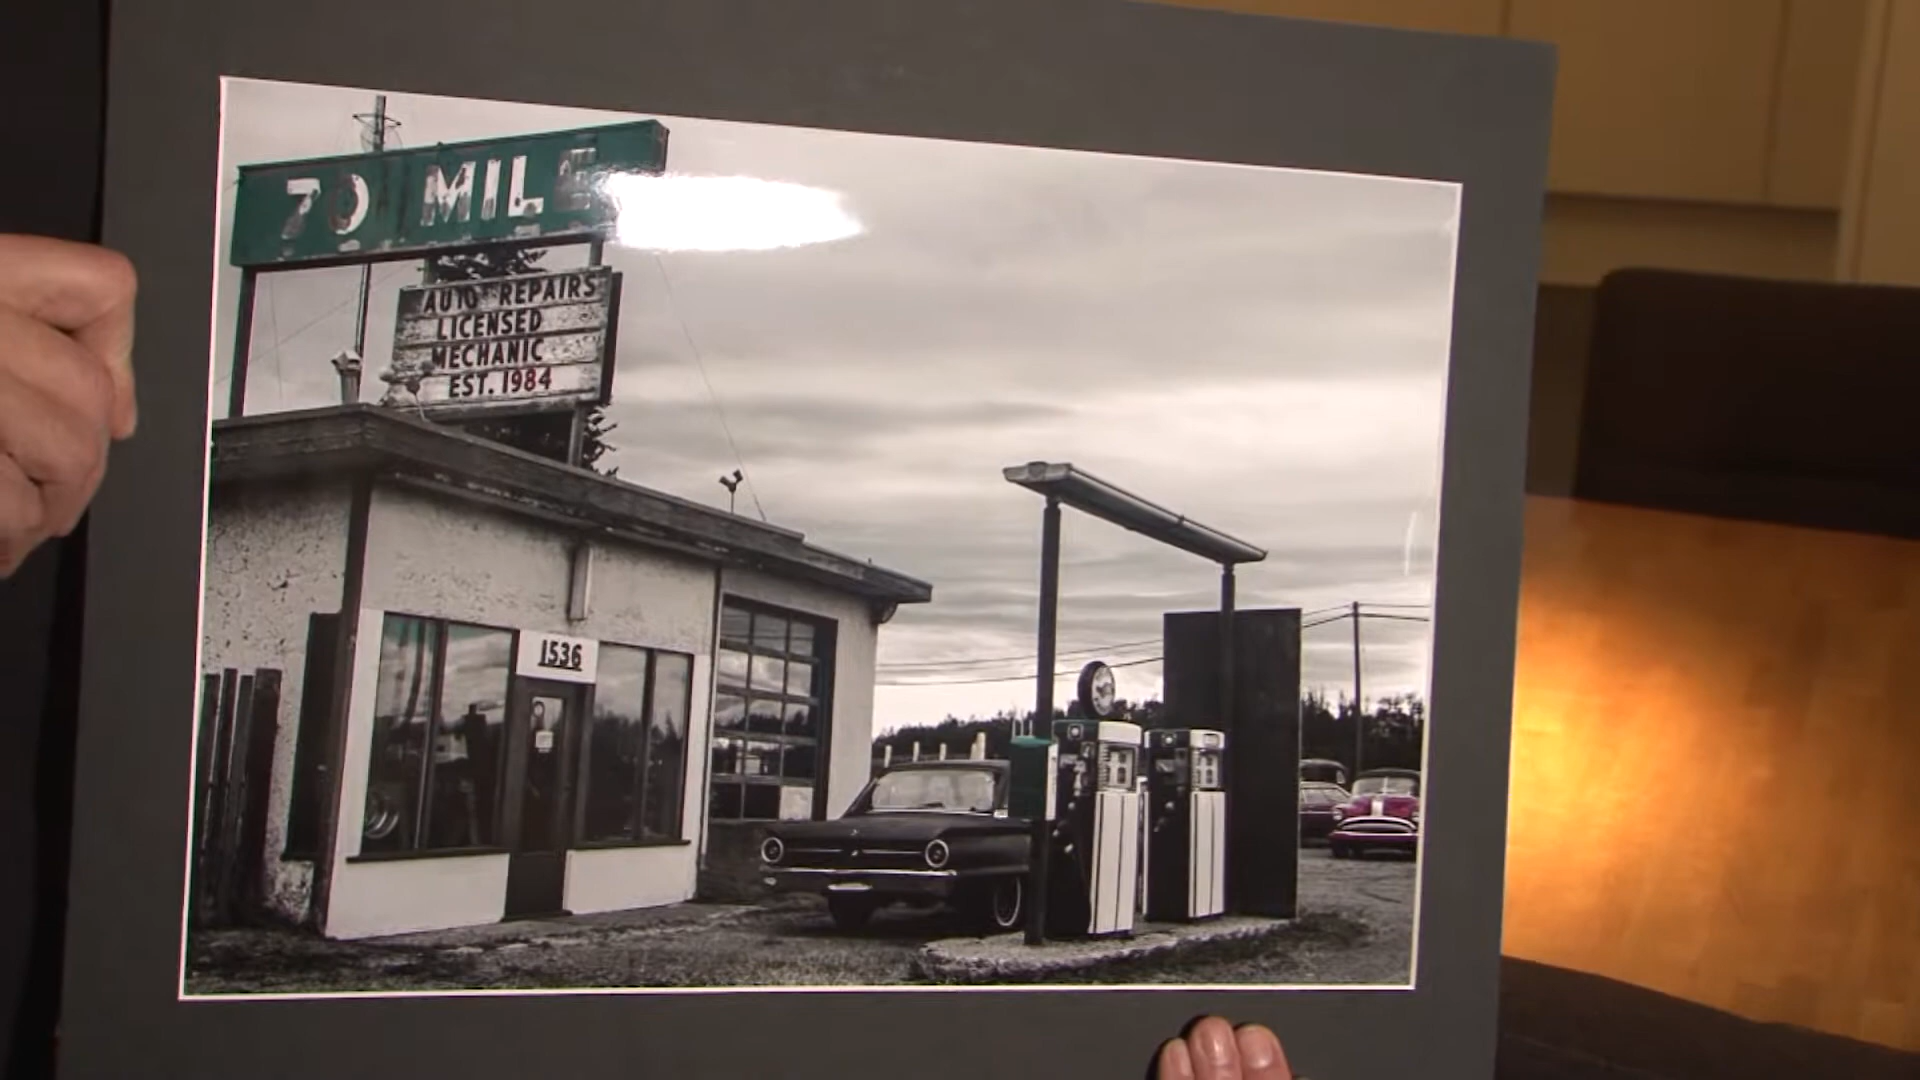 70 MILE
AUTO REPAIRS
LICENSED
MECHANIC
EST. 1984
1536